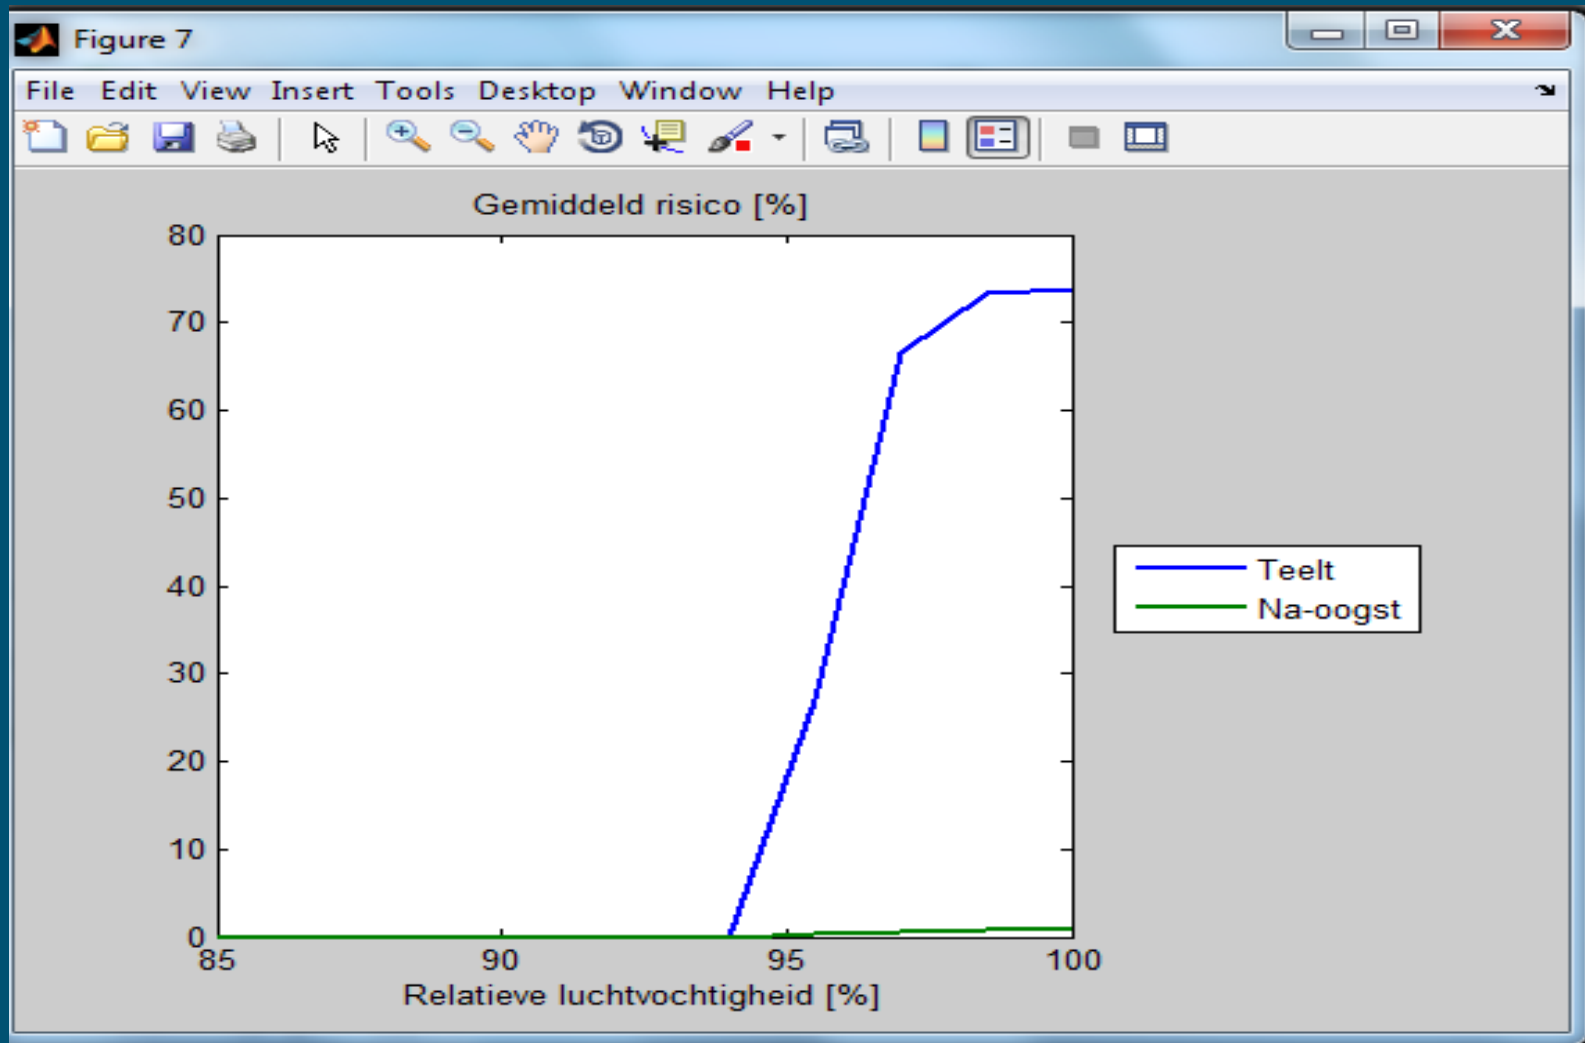 Figure 7
File Edit View Insert Tools Desktop Window Help
Gemiddeld risico [%]
80
70
60
50
40
30
20
10
0
85 90 95 100
Relatieve luchtvochtigheid [%]
Teelt
Na-oogst